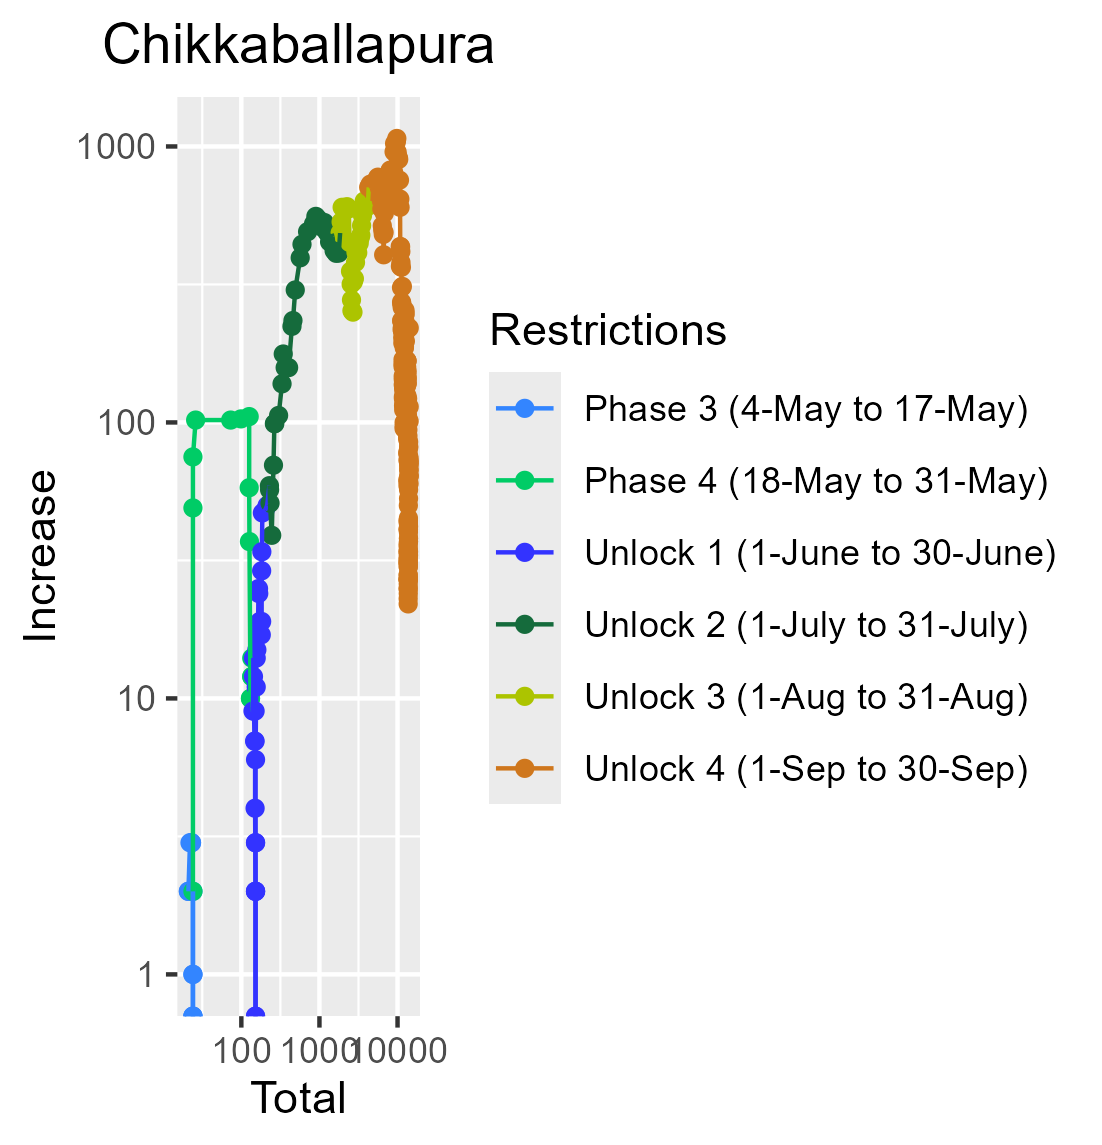 Chikkaballapura
1000
100
10
1
Increase
100 1000 10000
Total
Restrictions
Phase 3 (4-May to 17-May)
Phase 4 (18-May to 31-May)
Unlock 1 (1-June to 30-June)
Unlock 2 (1-July to 31-July)
Unlock 3 (1-Aug to 31-Aug)
Unlock 4 (1-Sep to 30-Sep)